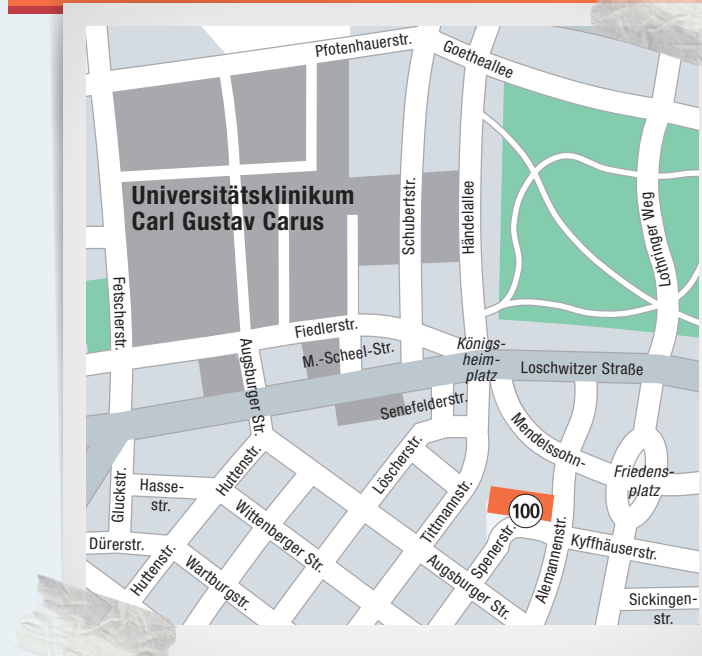 Pfotenhauerstr.
Goetheallee
Universitätsklinikum
Carl Gustav Carus
Schubertstr.
Händelallee
Lothringer Weg
Fetscherstr.
Fiedlerstr.
Augsburger Str.
M.-Scheel-Str.
Königs-
heim-
platz
Loschwitzer Straße
Senefelderstr.
Mendelssohn-
Friedens-
platz
Löscherstr.
Huttenstr.
Gluckstr.
Hasse-
str.
Tittmannstr.
100
Wittenberger Str.
Spenerstr.
Alemannenstr.
Kyffhäuserstr.
Dürerstr.
Huttenstr.
Wartburgstr.
Augsburger Str.
Sickingen-
str.